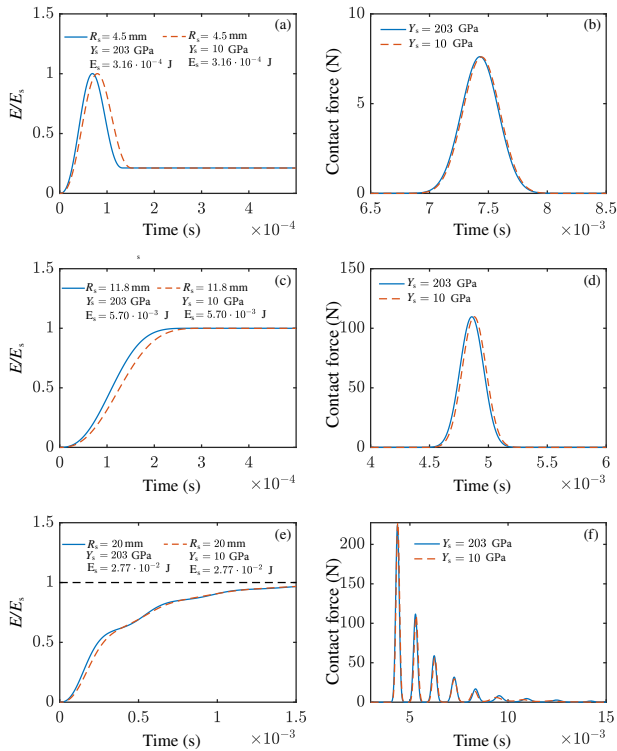 (a)
R_s = 4.5 mm R_s = 4.5 mm
Y_s = 203 GPa Y_s = 10 GPa
E_s = 3.16 · 10⁻⁴ J E_s = 3.16 · 10⁻⁴ J
E/E_s
1.5
1
0.5
0
0 1 2 3 4
Time (s) ×10⁻⁴
(b)
Y_s = 203 GPa
Y_s = 10 GPa
Contact force (N)
10
5
0
6.5 7 7.5 8 8.5
Time (s) ×10⁻³
s
(c)
R_s = 11.8 mm R_s = 11.8 mm
Y_s = 203 GPa Y_s = 10 GPa
E_s = 5.70 · 10⁻³ J E_s = 5.70 · 10⁻³ J
E/E_s
1.5
1
0.5
0
0 1 2 3 4
Time (s) ×10⁻⁴
(d)
Y_s = 203 GPa
Y_s = 10 GPa
Contact force (N)
150
100
50
0
4 4.5 5 5.5 6
Time (s) ×10⁻³
(e)
R_s = 20 mm R_s = 20 mm
Y_s = 203 GPa Y_s = 10 GPa
E_s = 2.77 · 10⁻² J E_s = 2.77 · 10⁻² J
E/E_s
1.5
1
0.5
0
0 0.5 1 1.5
Time (s) ×10⁻³
(f)
Y_s = 203 GPa
Y_s = 10 GPa
Contact force (N)
200
150
100
50
0
5 10 15
Time (s) ×10⁻³